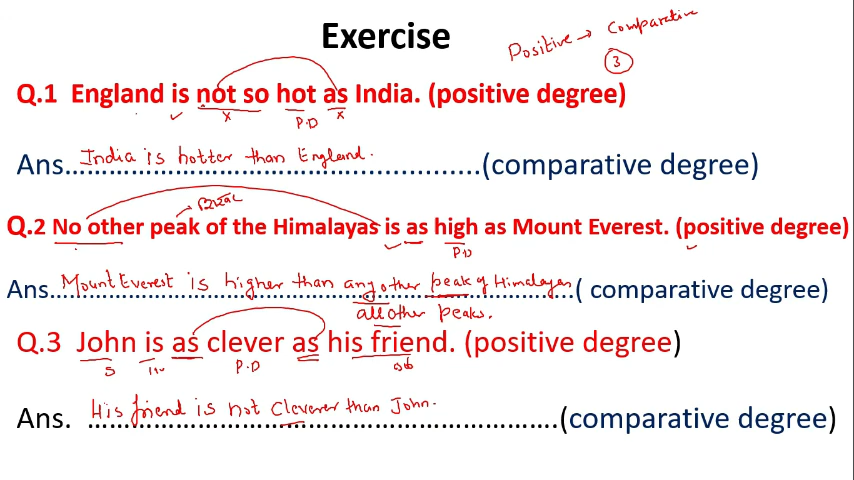 Exercise
Positive → Comparative
3
Q.1 England is not so hot as India. (positive degree)
x P.D x
India is hotter than England.
Ans.……………………………………………………(comparative degree)
Q.2 No other peak of the Himalayas is as high as Mount Everest. (positive degree)
P.D
Mount Everest is higher than any other peak of Himalayas
Ans.……………………………………………………( comparative degree)
all other peaks.
Q.3 John is as clever as his friend. (positive degree)
S P.D ob
His friend is not cleverer than John.
Ans. ……………………………………………….(comparative degree)